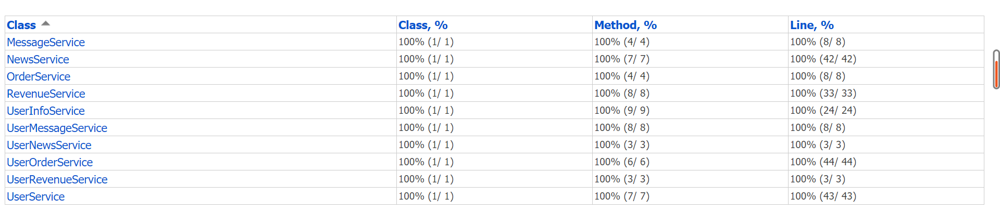 Class Class, % Method, % Line, %
MessageService 100% (1/ 1) 100% (4/ 4) 100% (8/ 8)
NewsService 100% (1/ 1) 100% (7/ 7) 100% (42/ 42)
OrderService 100% (1/ 1) 100% (4/ 4) 100% (8/ 8)
RevenueService 100% (1/ 1) 100% (8/ 8) 100% (33/ 33)
UserInfoService 100% (1/ 1) 100% (9/ 9) 100% (24/ 24)
UserMessageService 100% (1/ 1) 100% (8/ 8) 100% (8/ 8)
UserNewsService 100% (1/ 1) 100% (3/ 3) 100% (3/ 3)
UserOrderService 100% (1/ 1) 100% (6/ 6) 100% (44/ 44)
UserRevenueService 100% (1/ 1) 100% (3/ 3) 100% (3/ 3)
UserService 100% (1/ 1) 100% (7/ 7) 100% (43/ 43)